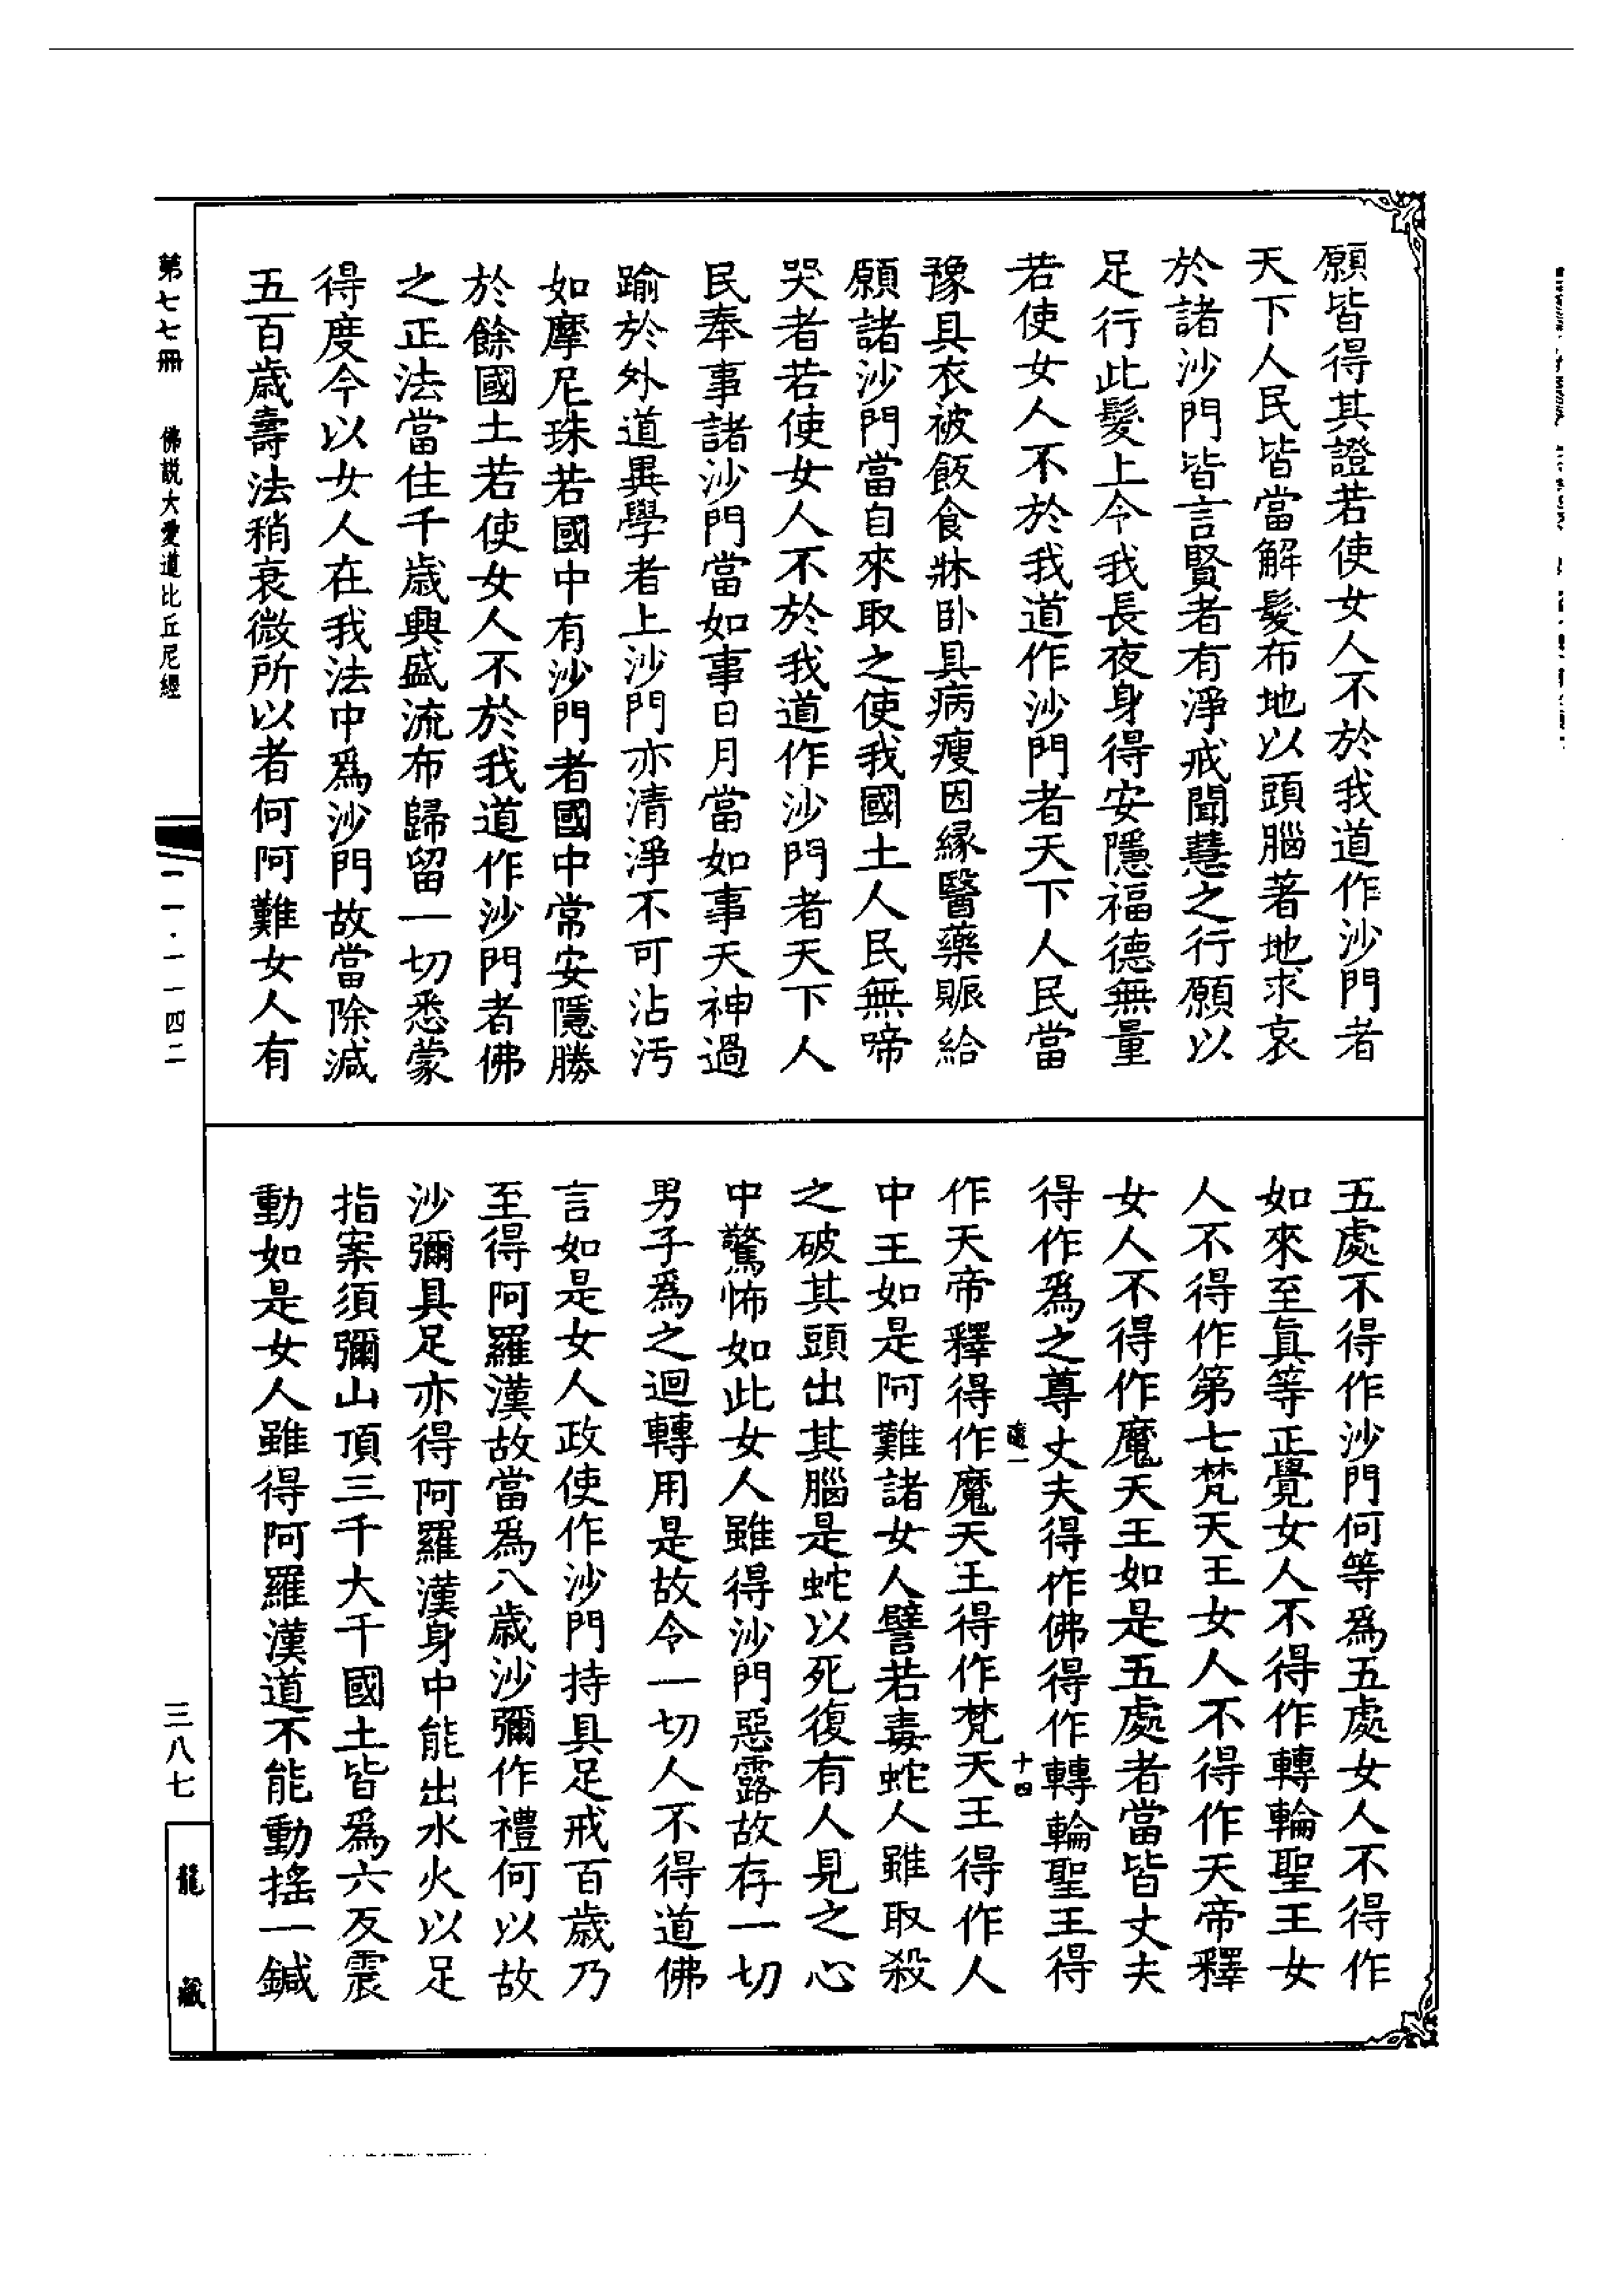 願皆得其證若使女人不於我道作沙門者
天下人民皆當解髮布地以頭腦著地求哀
於諸沙門皆言賢者有淨戒聞慧之行願以
足行此髮上令我長夜身得安隱福德無量
若使女人不於我道作沙門者天下人民當
豫具衣被飯食牀卧具病瘦因緣醫藥賑給
願諸沙門當自來取之使我國土人民無啼
哭者若使女人不於我道作沙門者天下人
民奉事諸沙門當如事日月當如事天神過
踰於外道異學者上沙門亦清淨不可沾汚
如摩尼珠若國中有沙門者國中常安隱勝
於餘國土若使女人不於我道作沙門者佛
之正法當住千歲興盛流布歸留一切悉蒙
得度今以女人在我法中爲沙門故當除減
五百歲壽法稍衰微所以者何阿難女人有
五處不得作沙門何等爲五處女人不得作
如來至眞等正覺女人不得作轉輪聖王女
人不得作第七梵天王女人不得作天帝釋
女人不得作魔天王如是五處者當皆丈夫
得作爲之尊丈夫得作佛得作轉輪聖王得
十四
作天帝釋得作魔天王得作梵天王得作人
中王如是阿難諸女人譬若毒蛇人雖取殺
之破其頭出其腦是蛇以死復有人見之心
中驚怖如此女人雖得沙門惡露故存一切
男子爲之迴轉用是故令一切人不得道佛
言如是女人政使作沙門持具足戒百歲乃
至得阿羅漢故當爲八歲沙彌作禮何以故
沙彌具足亦得阿羅漢身中能出水火以足
指案須彌山頂三千大千國土皆爲六反震
動如是女人雖得阿羅漢道不能動搖一鍼
第七七冊 佛說大愛道比丘尼經
二一·一一四二
三八七
龍藏